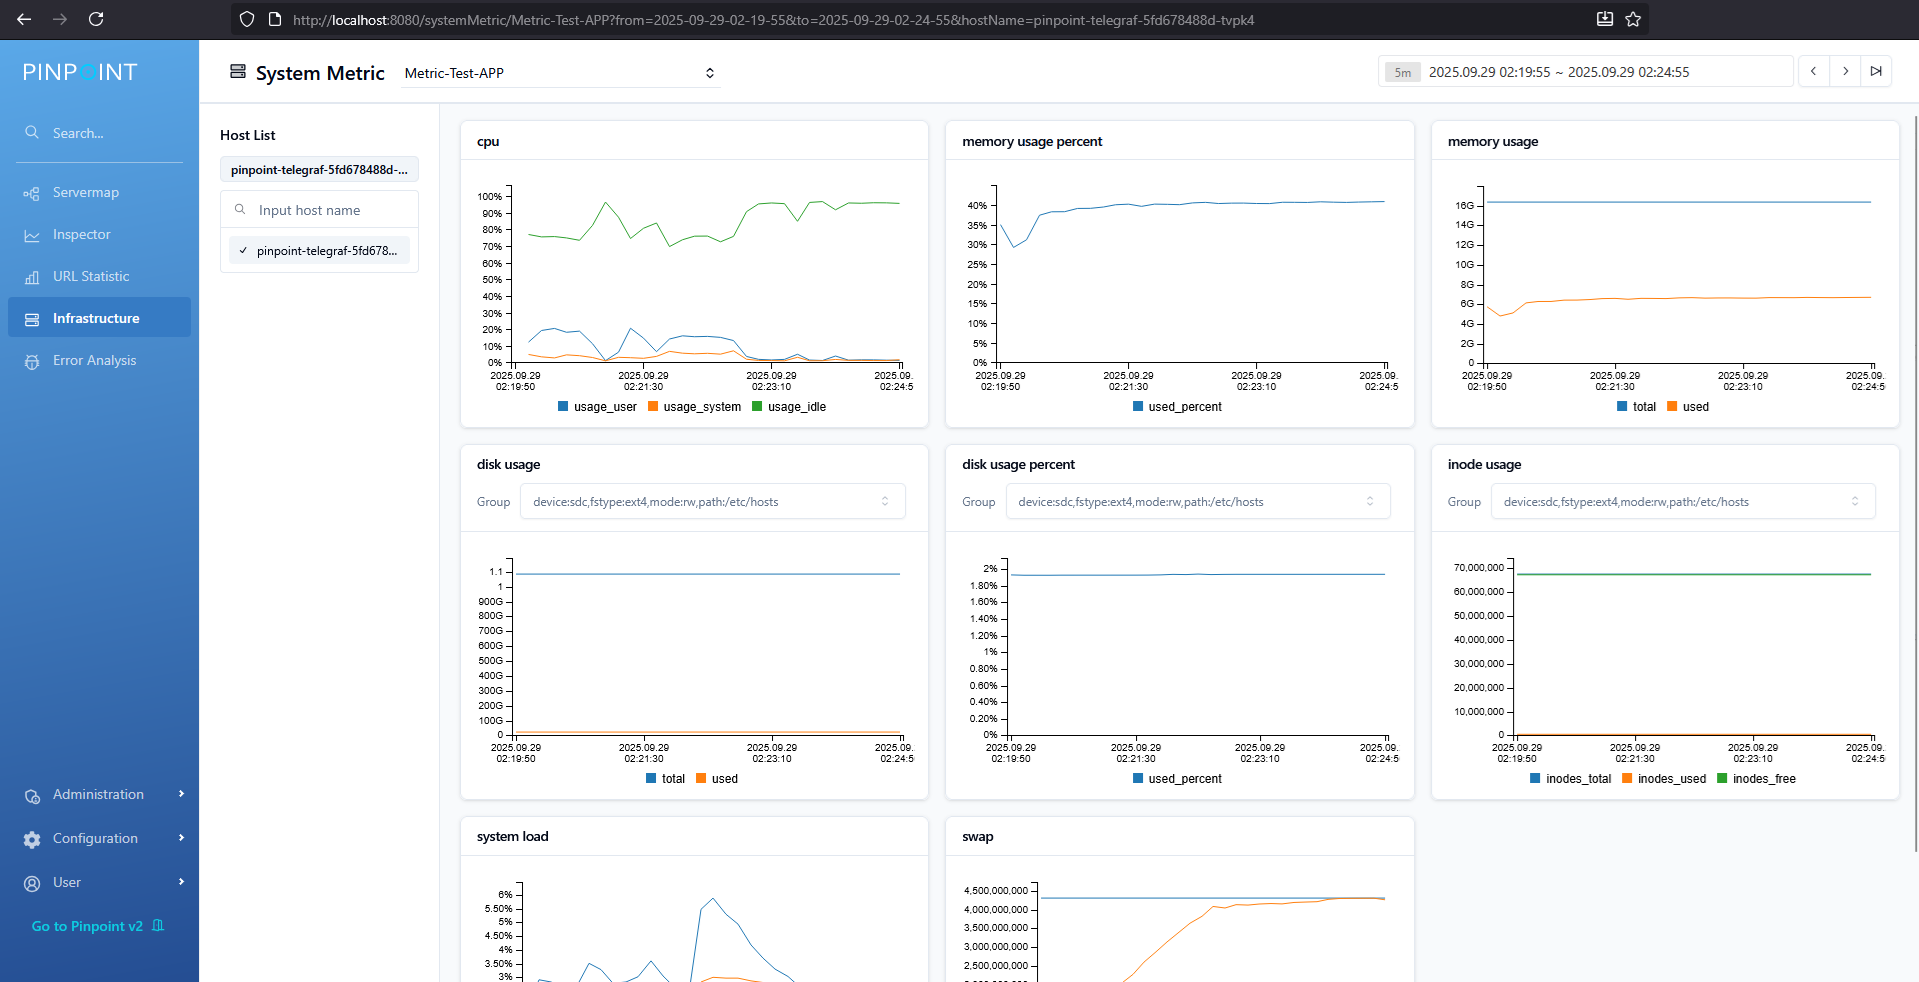 http://localhost:8080/systemMetric/Metric-Test-APP?from=2025-09-29-02-19-55&to=2025-09-29-02-24-55&hostName=pinpoint-telegraf-5fd678488d-tvpk4
PINPOINT
Search...
Servermap
Inspector
URL Statistic
Infrastructure
Error Analysis
Administration
Configuration
User
Go to Pinpoint v2
System Metric
Metric-Test-APP
5m 2025.09.29 02:19:55 ~ 2025.09.29 02:24:55
Host List
pinpoint-telegraf-5fd678488d-...
Input host name
pinpoint-telegraf-5fd678...
cpu
100%
90%
80%
70%
60%
50%
40%
30%
20%
10%
0%
2025.09.29 2025.09.29 2025.09.29 2025.09.
02:19:50 02:21:30 02:23:10 02:24:5
usage_user usage_system usage_idle
memory usage percent
40%
35%
30%
25%
20%
15%
10%
5%
0%
2025.09.29 2025.09.29 2025.09.29 2025.09.
02:19:50 02:21:30 02:23:10 02:24:5
used_percent
memory usage
16G
14G
12G
10G
8G
6G
4G
2G
0
2025.09.29 2025.09.29 2025.09.29 2025.09.
02:19:50 02:21:30 02:23:10 02:24:5
total used
disk usage
Group device:sdc,fstype:ext4,mode:rw,path:/etc/hosts
1.1
1
900G
800G
700G
600G
500G
400G
300G
200G
100G
0
2025.09.29 2025.09.29 2025.09.29 2025.09.
02:19:50 02:21:30 02:23:10 02:24:5
total used
disk usage percent
Group device:sdc,fstype:ext4,mode:rw,path:/etc/hosts
2%
1.80%
1.60%
1.40%
1.20%
1%
0.80%
0.60%
0.40%
0.20%
0%
2025.09.29 2025.09.29 2025.09.29 2025.09.
02:19:50 02:21:30 02:23:10 02:24:5
used_percent
inode usage
Group device:sdc,fstype:ext4,mode:rw,path:/etc/hosts
70,000,000
60,000,000
50,000,000
40,000,000
30,000,000
20,000,000
10,000,000
0
2025.09.29 2025.09.29 2025.09.29 2025.09.
02:19:50 02:21:30 02:23:10 02:24:5
inodes_total inodes_used inodes_free
system load
6%
5.50%
5%
4.50%
4%
3.50%
3%
swap
4,500,000,000
4,000,000,000
3,500,000,000
3,000,000,000
2,500,000,000